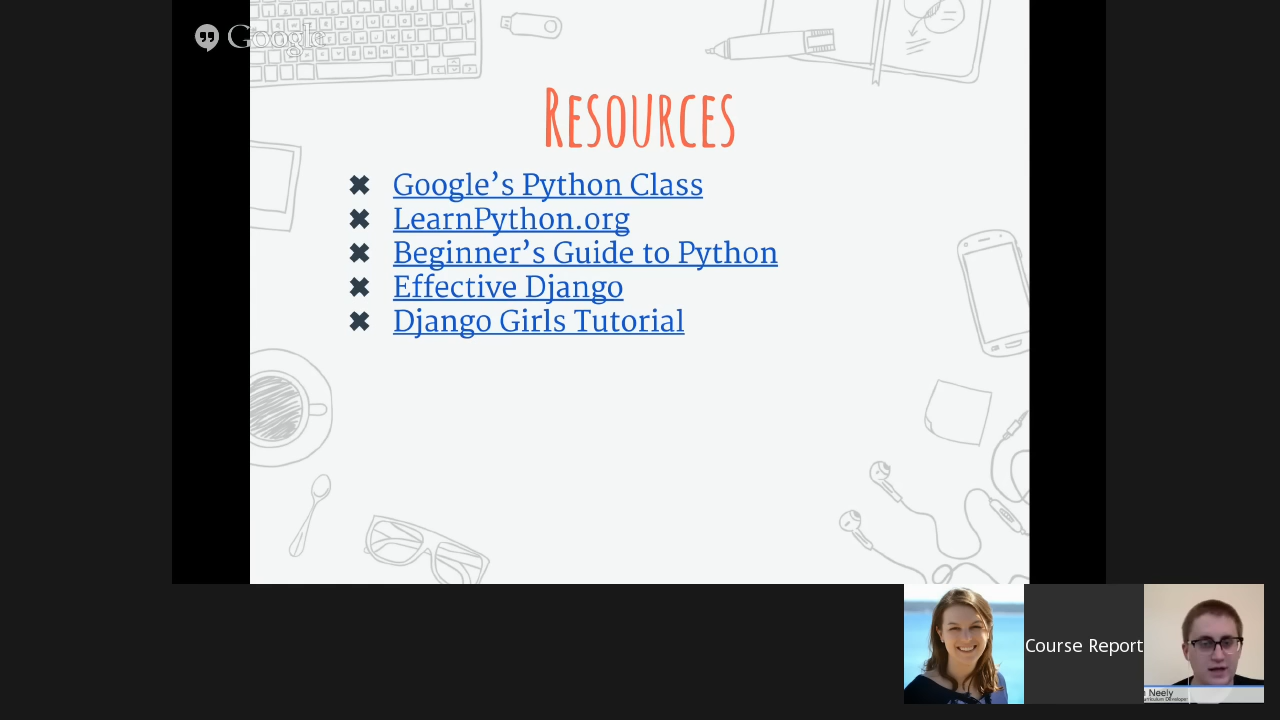 Google
Resources
Google's Python Class
LearnPython.org
Beginner's Guide to Python
Effective Django
Django Girls Tutorial
Course Report
Neely